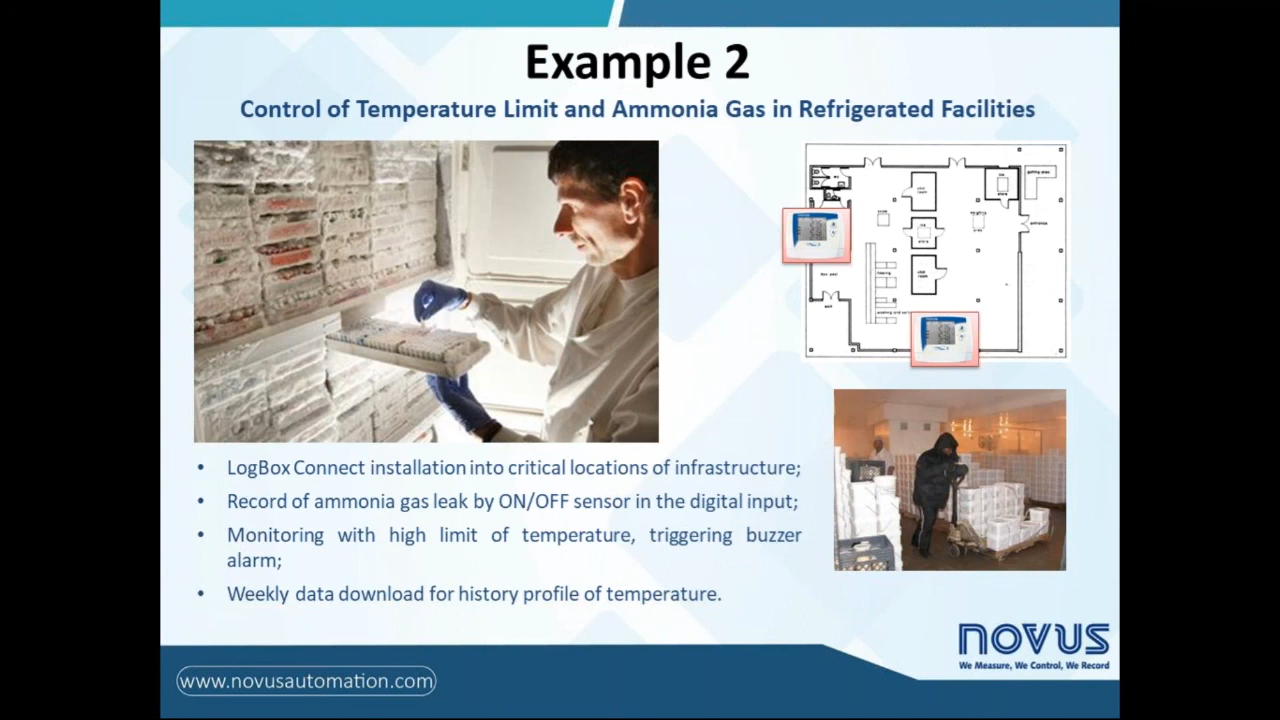 Example 2
Control of Temperature Limit and Ammonia Gas in Refrigerated Facilities
• LogBox Connect installation into critical locations of infrastructure;
• Record of ammonia gas leak by ON/OFF sensor in the digital input;
• Monitoring with high limit of temperature, triggering buzzer
alarm;
• Weekly data download for history profile of temperature.
novus
We Measure, We Control, We Record
www.novusautomation.com